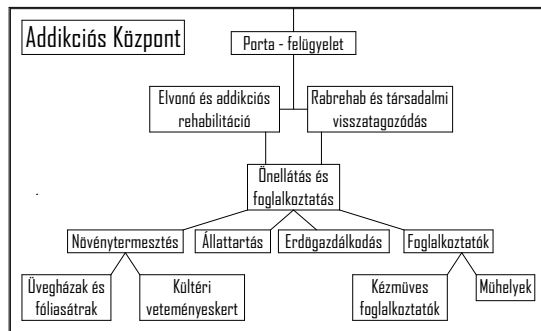 Addikciós Központ
Porta - felügyelet
Elvonó és addikciós
rehabilitáció
Rabrehab és társadalmi
visszatagozódás
Önellátás és
foglalkoztatás
Növénytermesztés
Állattartás
Erdőgazdálkodás
Foglalkoztatók
Üvegházak és
fóliasátrak
Kültéri
veteményeskert
Kézműves
foglalkoztatók
Műhelyek